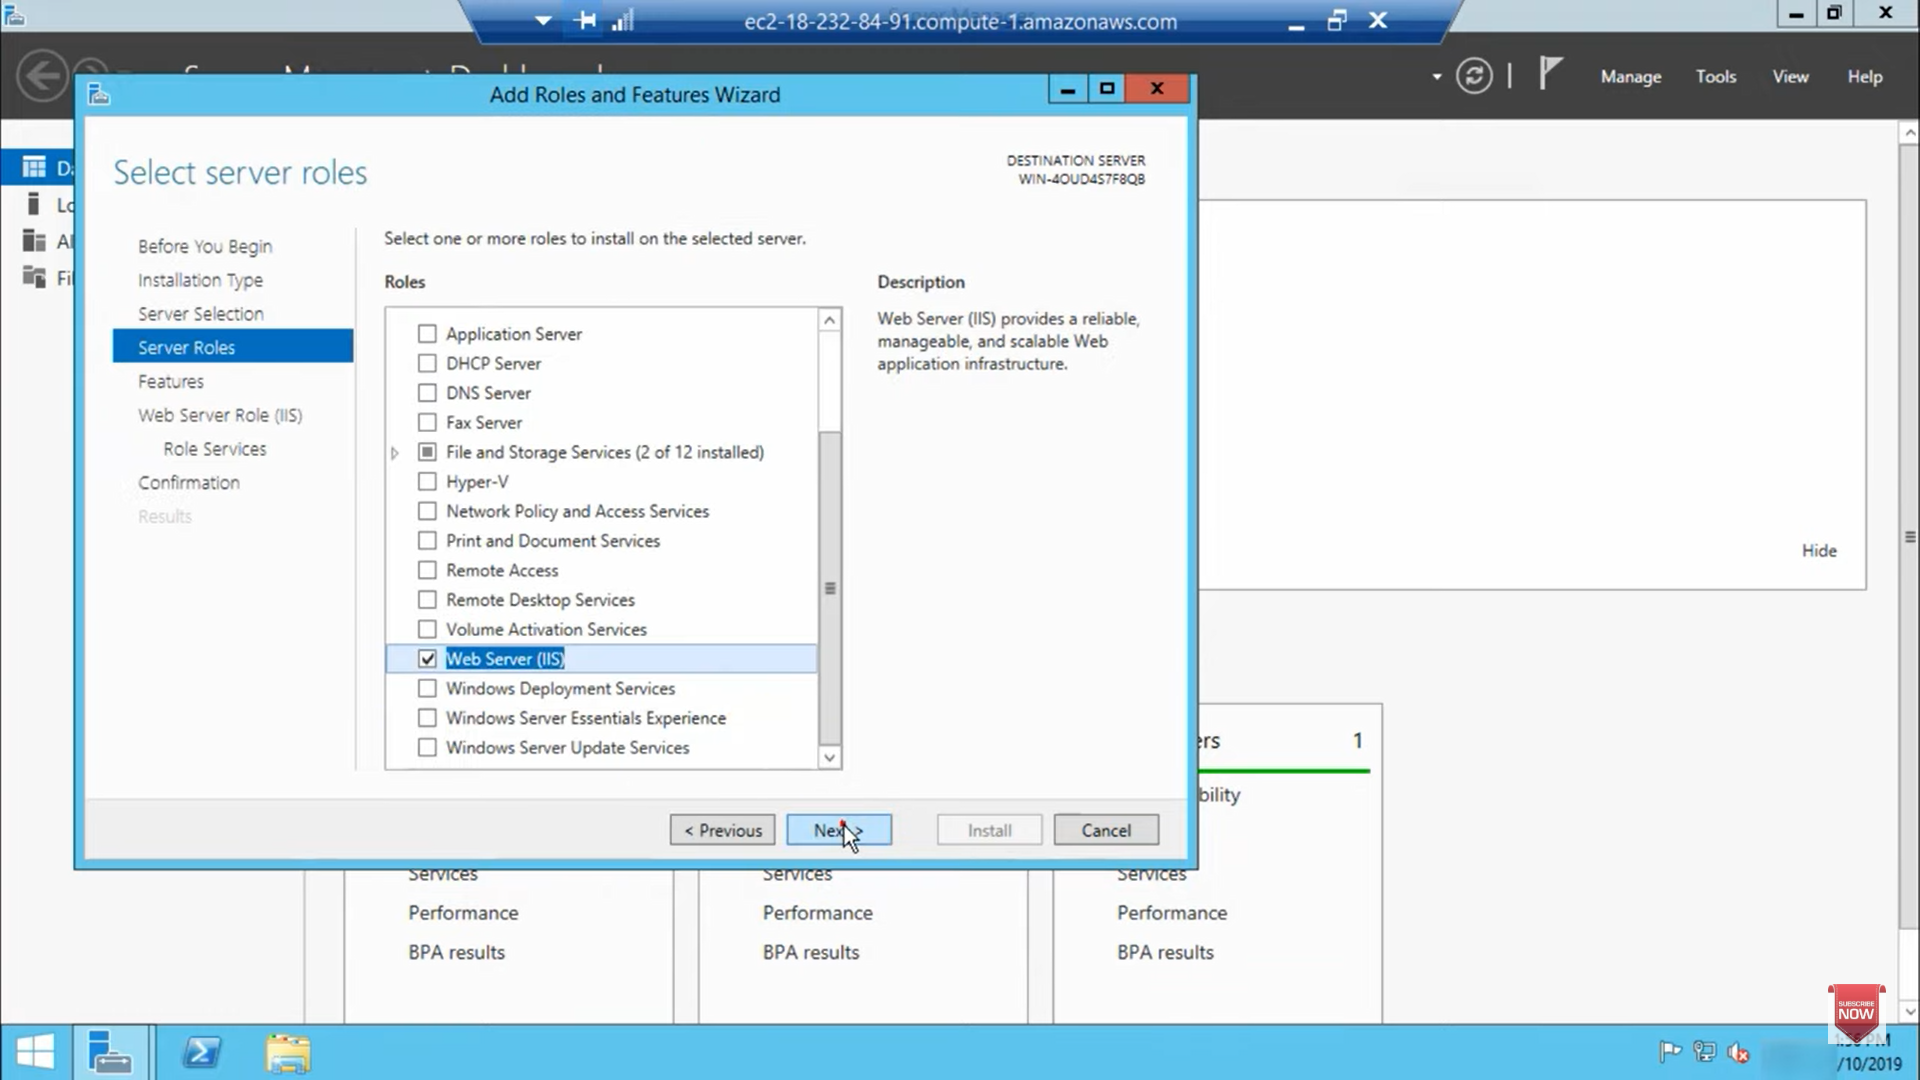 ec2-18-232-84-91.compute-1.amazonaws.com
Manage
Tools
View
Help
Add Roles and Features Wizard
Select server roles
DESTINATION SERVER
WIN-4OUD4S7F8QB
Before You Begin
Installation Type
Server Selection
Server Roles
Features
Web Server Role (IIS)
Role Services
Confirmation
Results
Select one or more roles to install on the selected server.
Roles
Application Server
DHCP Server
DNS Server
Fax Server
File and Storage Services (2 of 12 installed)
Hyper-V
Network Policy and Access Services
Print and Document Services
Remote Access
Remote Desktop Services
Volume Activation Services
Web Server (IIS)
Windows Deployment Services
Windows Server Essentials Experience
Windows Server Update Services
Description
Web Server (IIS) provides a reliable,
manageable, and scalable Web
application infrastructure.
< Previous
Next >
Install
Cancel
Hide
1
Services
Performance
BPA results
Services
Performance
BPA results
Services
Performance
BPA results
SUBSCRIBE
NOW
/10/2019